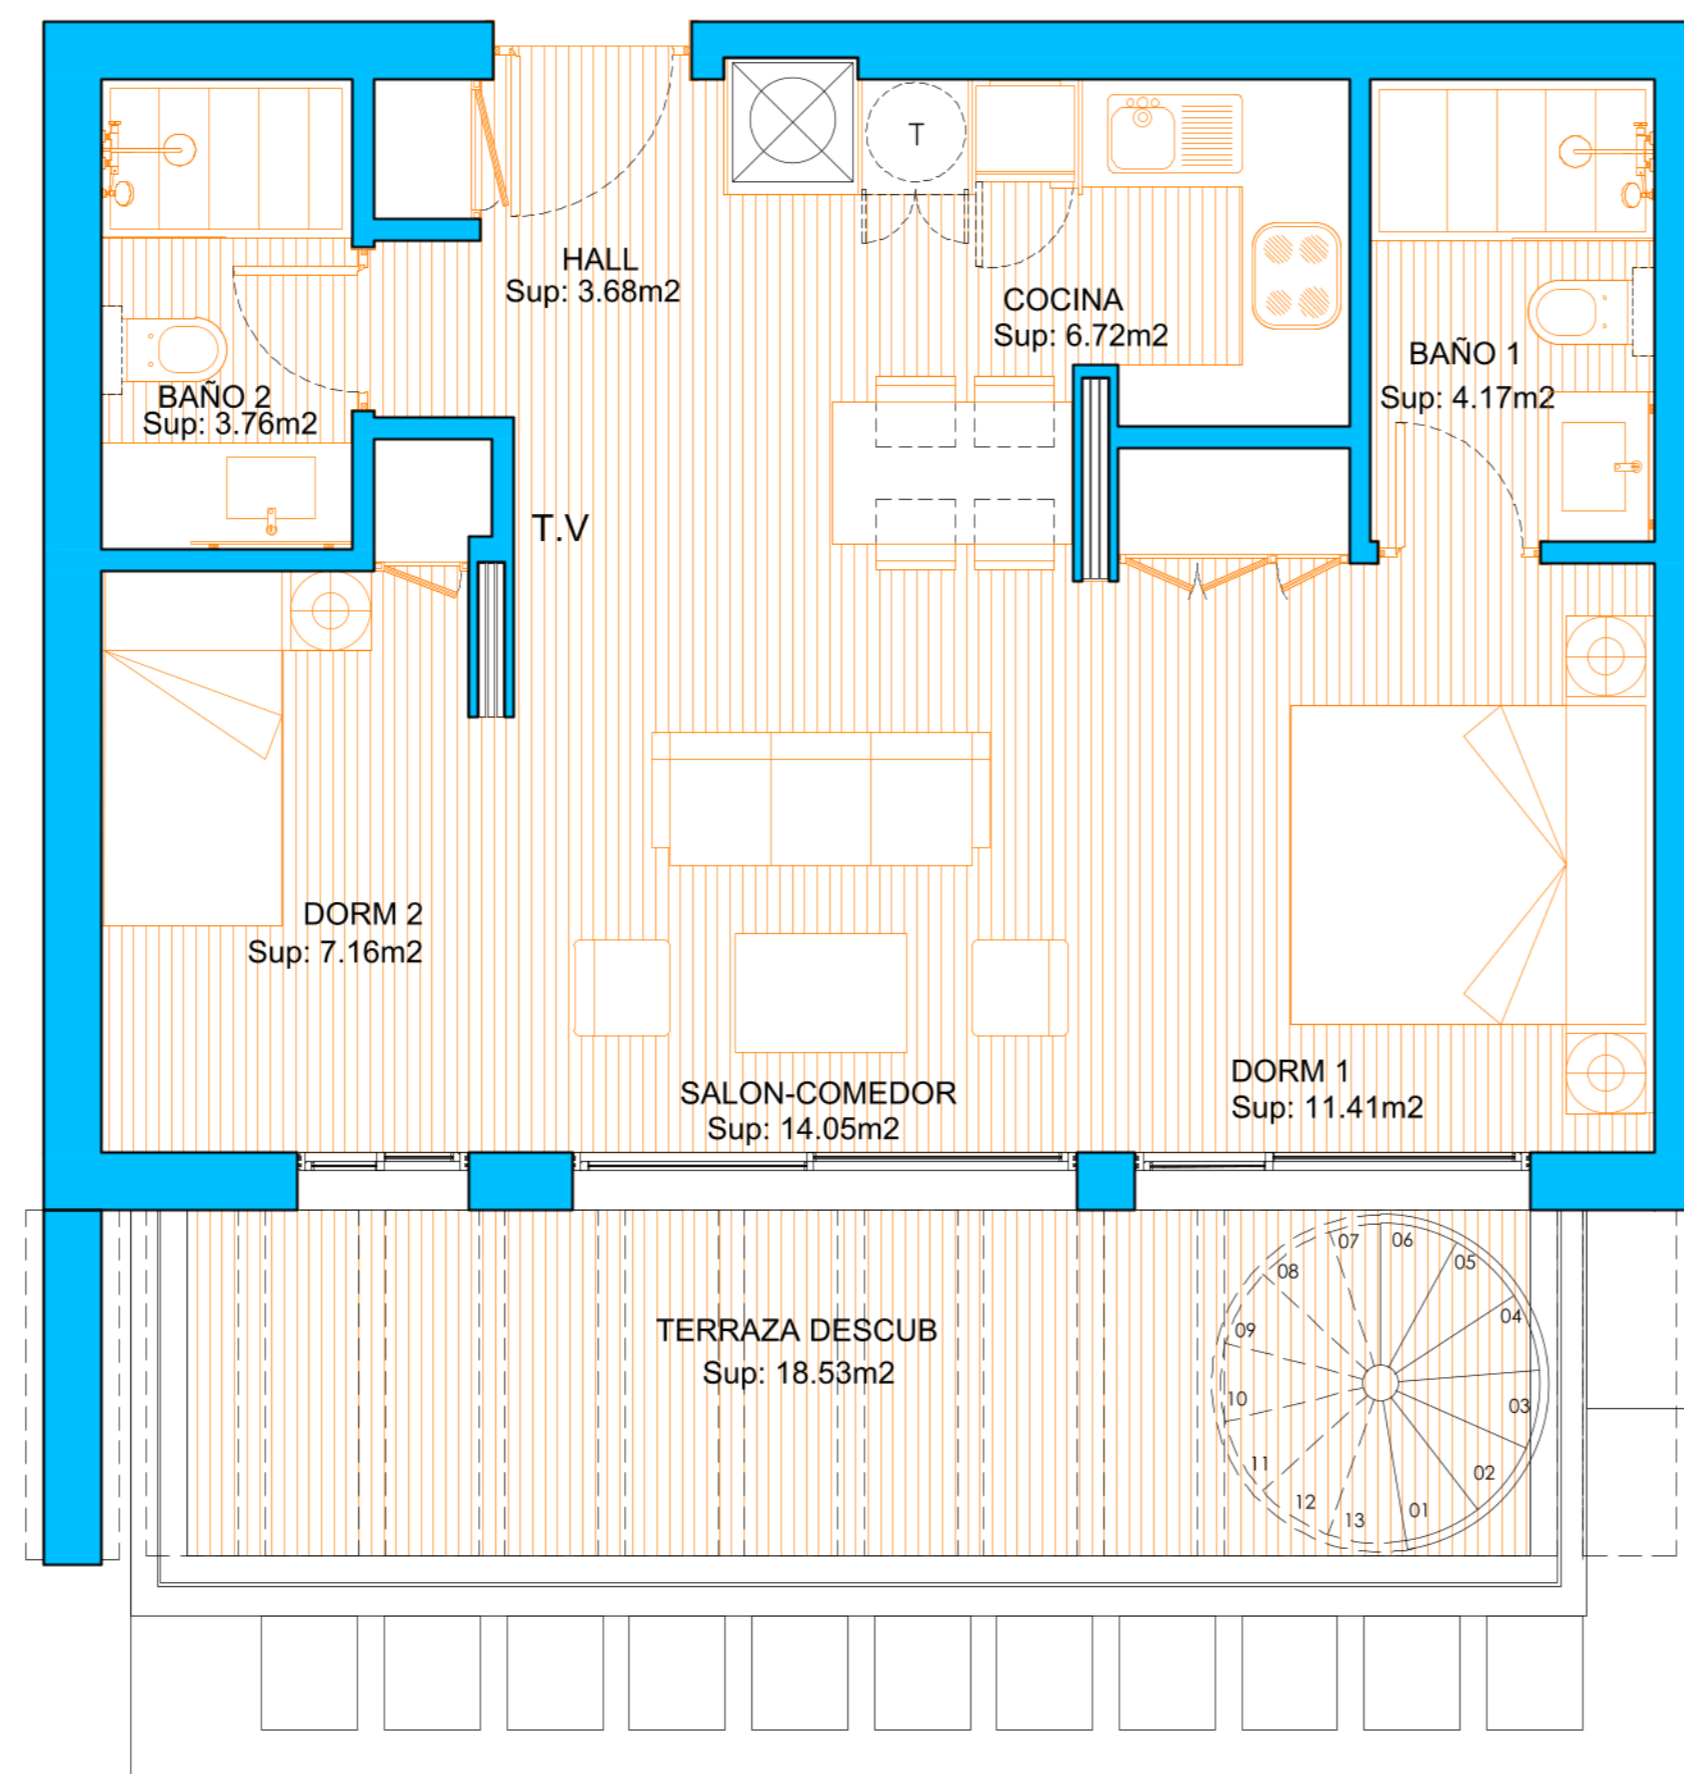 T
HALL
Sup: 3.68m2
COCINA
Sup: 6.72m2
BAÑO 1
Sup: 4.17m2
BAÑO 2
Sup: 3.76m2
T.V
DORM 2
Sup: 7.16m2
SALON-COMEDOR
Sup: 14.05m2
DORM 1
Sup: 11.41m2
TERRAZA DESCUB
Sup: 18.53m2
07
06
05
08
04
09
10
03
11
02
12
01
13